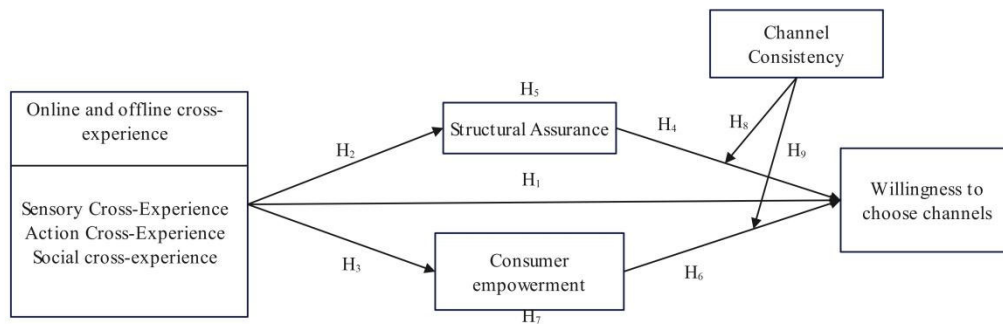 Channel
Consistency
H₅
Online and offline cross-
experience
Structural Assurance
H₄
H₈
H₂
H₉
H₁
Sensory Cross-Experience
Action Cross-Experience
Social cross-experience
Willingness to
choose channels
H₃
Consumer
empowerment
H₆
H₇